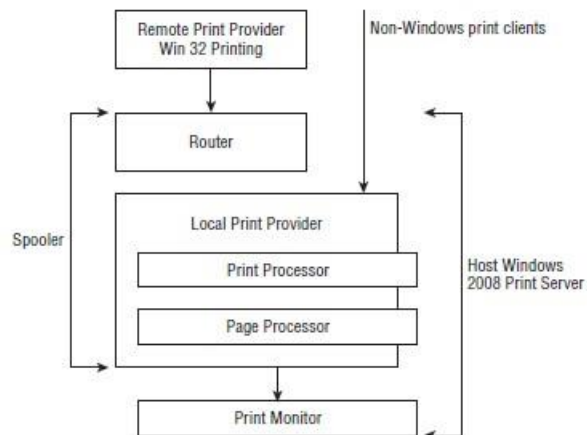 Remote Print Provider
Win 32 Printing
Non-Windows print clients
Router
Local Print Provider
Spooler
Print Processor
Host Windows
2008 Print Server
Page Processor
Print Monitor